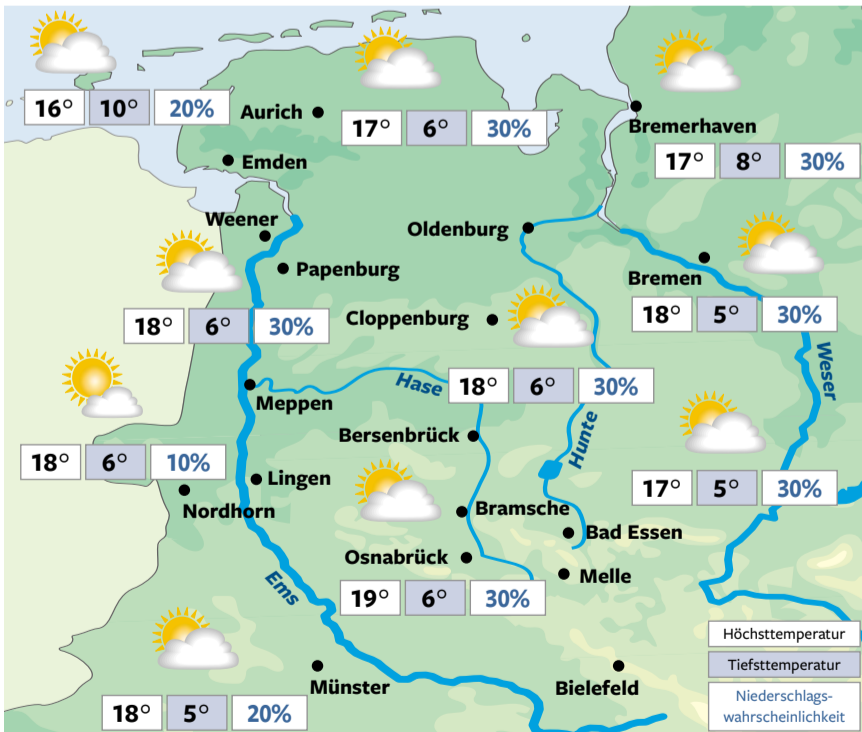 16° 10° 20%
Aurich
17° 6° 30%
Bremerhaven
17° 8° 30%
Emden
Weener
Oldenburg
Papenburg
Bremen
18° 6° 30%
Cloppenburg
18° 5° 30%
Weser
Hase
18° 6° 30%
Meppen
Bersenbrück
Hunte
18° 6° 10%
Lingen
17° 5° 30%
Nordhorn
Bramsche
Bad Essen
Osnabrück
Melle
Ems
19° 6° 30%
Münster
Bielefeld
18° 5° 20%
Höchsttemperatur
Tiefsttemperatur
Niederschlags-
wahrscheinlichkeit